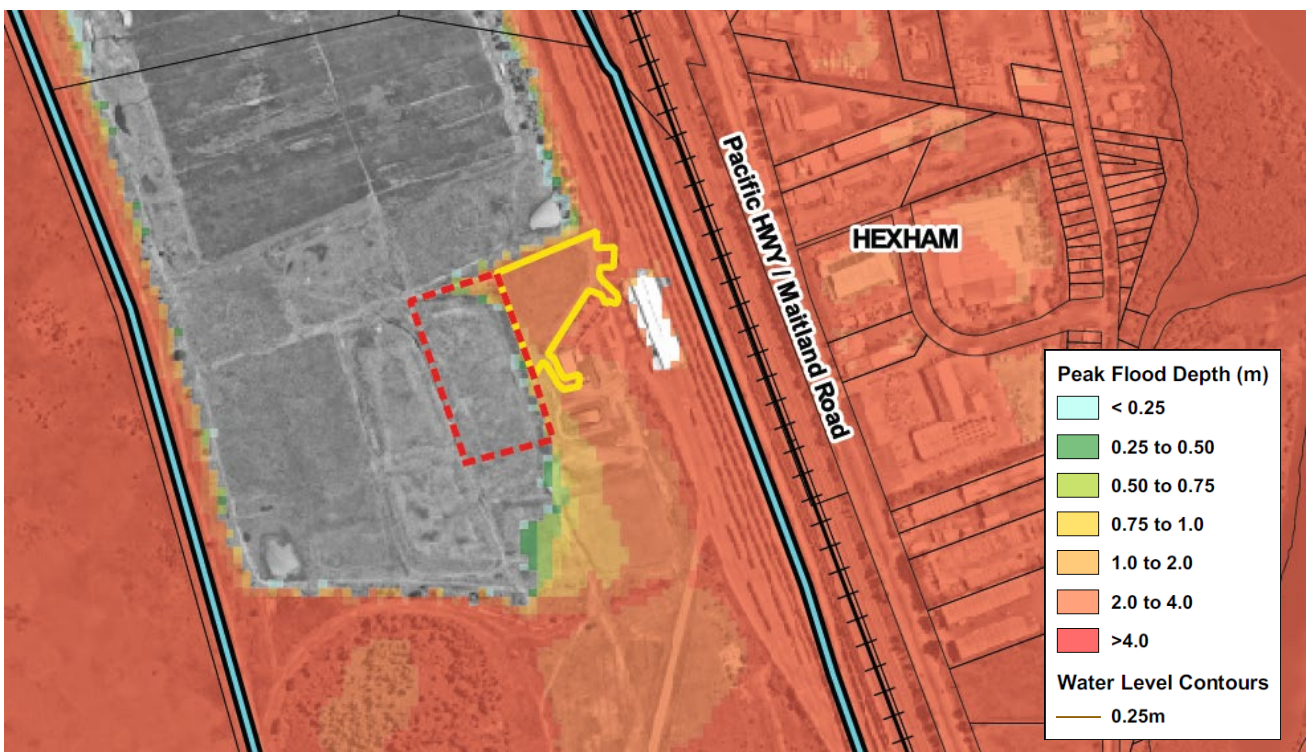 Pacific HWY / Maitland Road
HEXHAM
Peak Flood Depth (m)
< 0.25
0.25 to 0.50
0.50 to 0.75
0.75 to 1.0
1.0 to 2.0
2.0 to 4.0
>4.0
Water Level Contours
0.25m